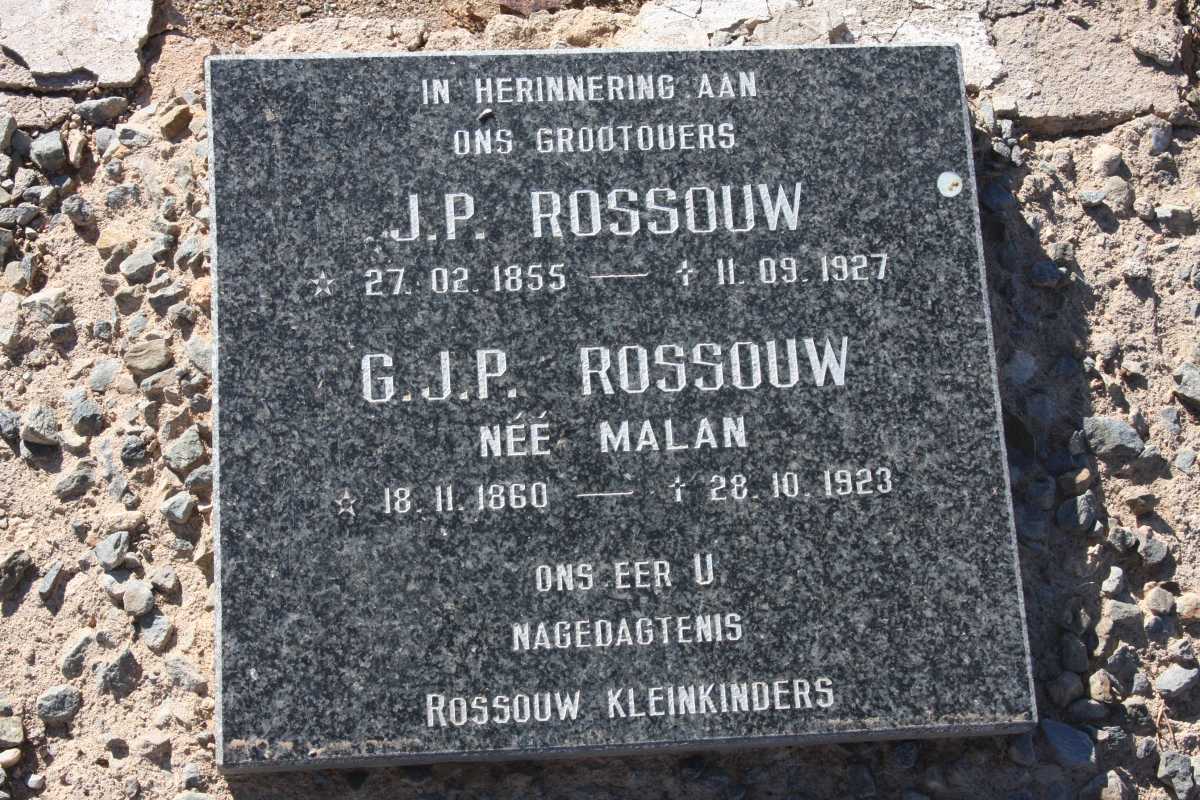 IN HERINNERING AAN
ONS GROOTOUERS
J.P. ROSSOUW
☆ 27. 02. 1855 — † 11. 09. 1927
G.J.P. ROSSOUW
NÉÉ MALAN
☆ 18. 11. 1860 — † 28. 10. 1923
ONS EER U
NAGEDAGTENIS
ROSSOUW KLEINKINDERS